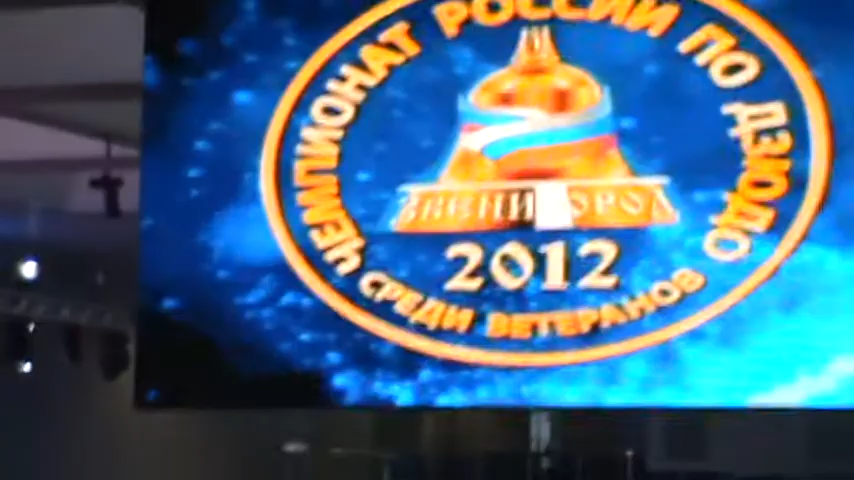 ЧЕМПИОНАТ РОССИИ ПО ДЗЮДО
2012
СРЕДИ ВЕТЕРАНОВ